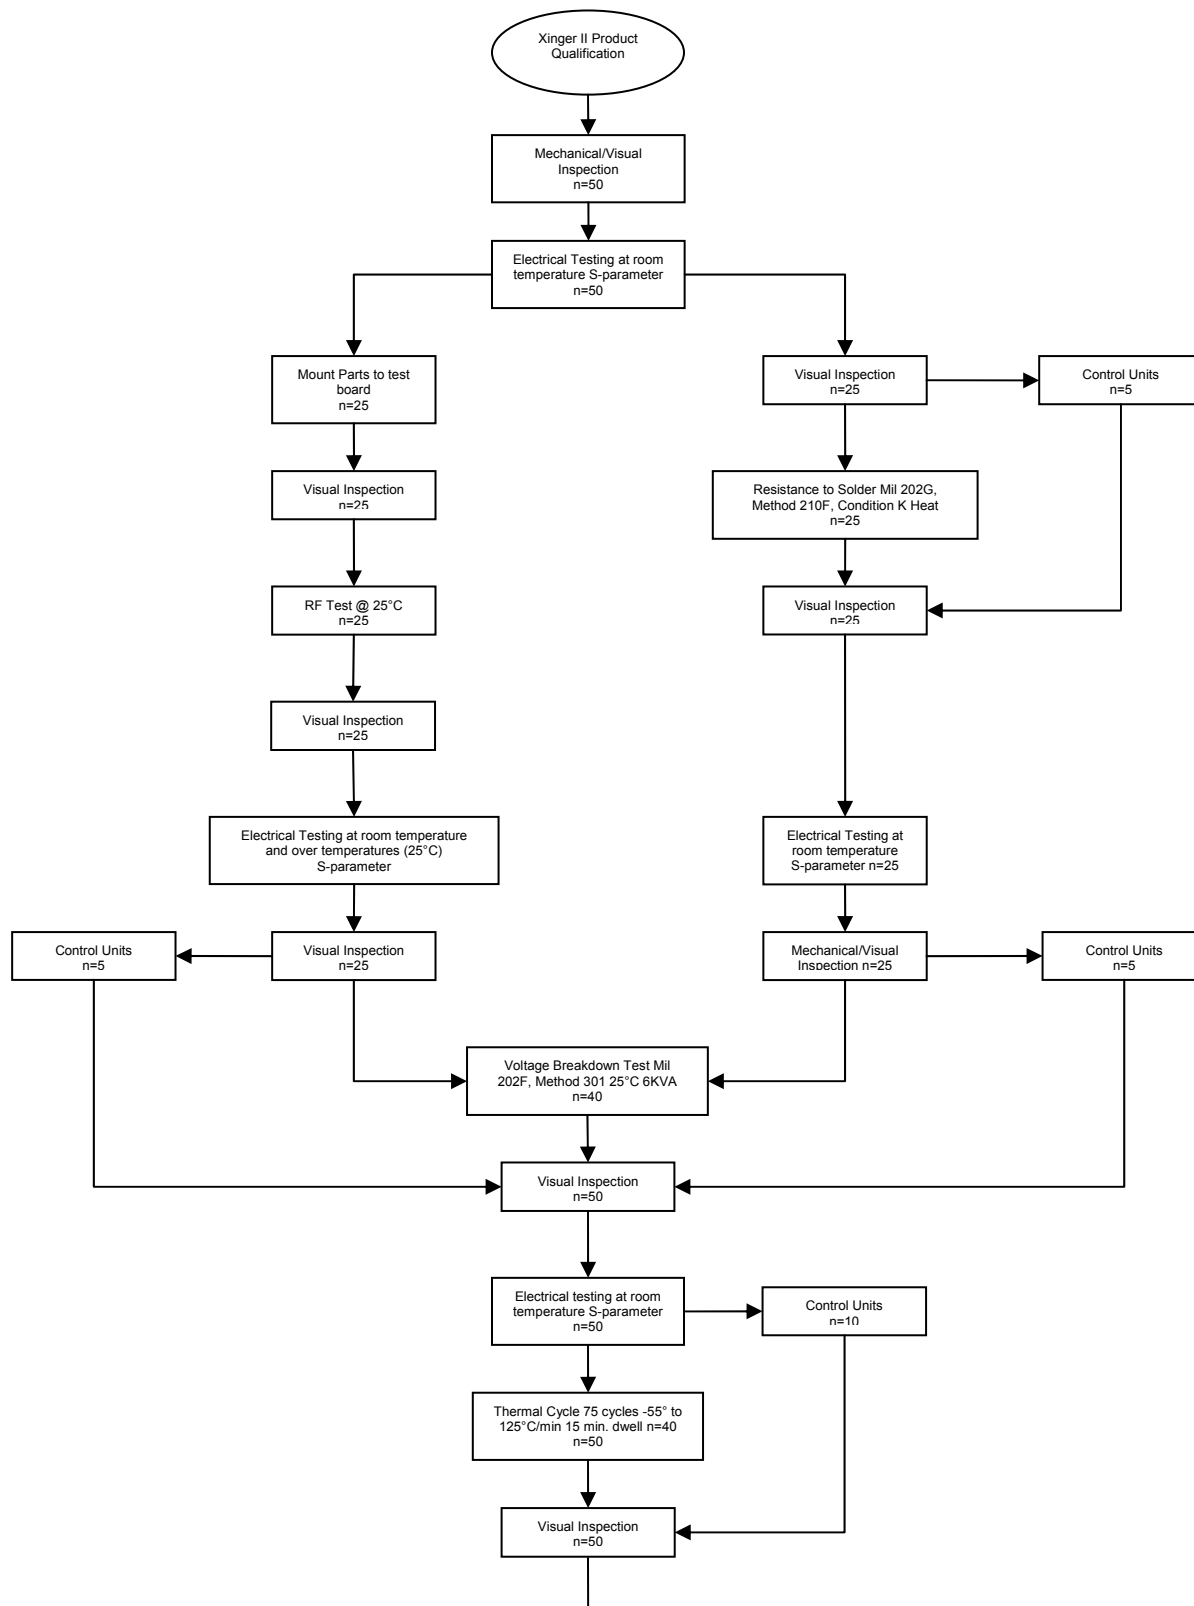 Xinger II Product
Qualification
Mechanical/Visual
Inspection
n=50
Electrical Testing at room
temperature S-parameter
n=50
Mount Parts to test
board
n=25
Visual Inspection
n=25
Control Units
n=5
Visual Inspection
n=25
Resistance to Solder Mil 202G,
Method 210F, Condition K Heat
n=25
RF Test @ 25°C
n=25
Visual Inspection
n=25
Visual Inspection
n=25
Electrical Testing at room temperature
and over temperatures (25°C)
S-parameter
Electrical Testing at
room temperature
S-parameter n=25
Control Units
n=5
Visual Inspection
n=25
Mechanical/Visual
Inspection n=25
Control Units
n=5
Voltage Breakdown Test Mil
202F, Method 301 25°C 6KVA
n=40
Visual Inspection
n=50
Electrical testing at room
temperature S-parameter
n=50
Control Units
n=10
Thermal Cycle 75 cycles -55° to
125°C/min 15 min. dwell n=40
n=50
Visual Inspection
n=50